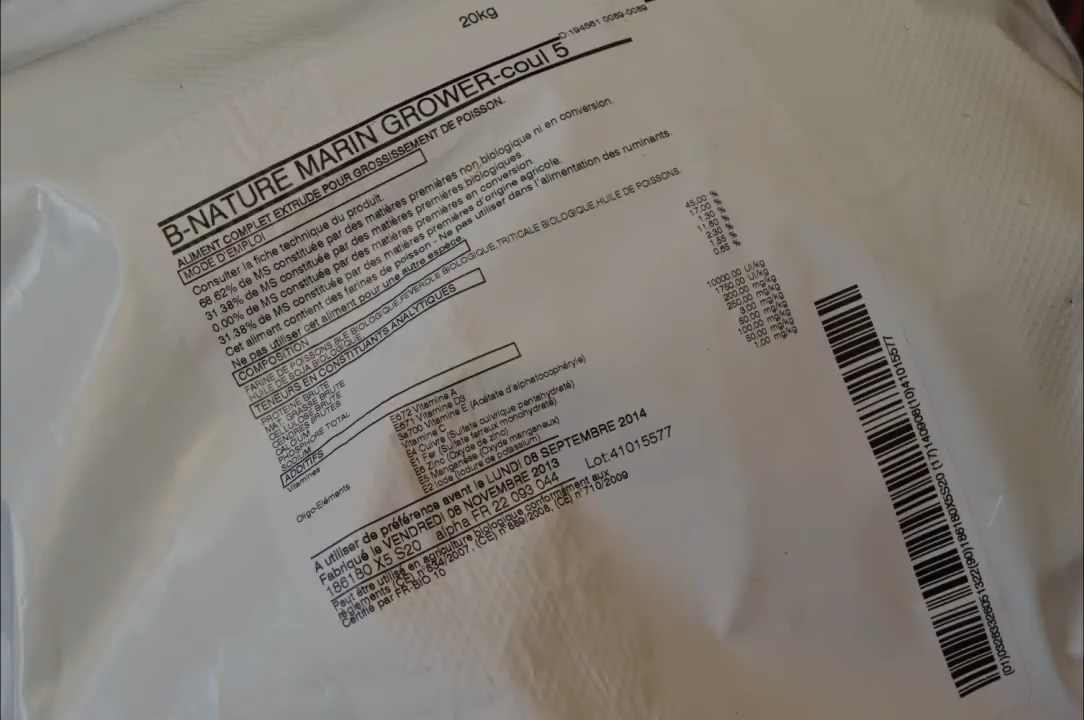 20kg
D-194561 0089-0089
B-NATURE MARIN GROWER-coul 5
ALIMENT COMPLET EXTRUDE POUR GROSSISSEMENT DE POISSON.
MODE D'EMPLOI
Consulter la fiche technique du produit.
68.62% de MS constituée par des matières premières non biologique ni en conversion.
31.38% de MS constituée par des matières premières biologiques.
0.00% de MS constituée par des matières premières en conversion.
31.38% de MS constituée par des matières premières d'origine agricole.
Cet aliment contient des farines de poisson - Ne pas utiliser dans l'alimentation des ruminants.
Ne pas utiliser cet aliment pour une autre espèce.
COMPOSITION
FARINE DE POISSONS,BLE BIOLOGIQUE,FEVEROLE BIOLOGIQUE,TRITICALE BIOLOGIQUE,HUILE DE POISSONS,
HUILE DE SOJA BIOLOGIQUE
TENEURS EN CONSTITUANTS ANALYTIQUES
PROTEINE BRUTE 45.00 %
MAT. GRASSE BRUTE 17.00 %
CELLULOSE BRUTE 1.30 %
CENDRES BRUTES 11.60 %
CALCIUM 2.30 %
PHOSPHORE TOTAL 1.55 %
SODIUM 0.65 %
ADDITIFS
Vitamines E672 Vitamine A 10000.00 UI/kg
E671 Vitamine D3 1750.00 UI/kg
3a700 Vitamine E (Acétate d'alphatocophéryle) 200.00 mg/kg
Vitamine C 250.00 mg/kg
Oligo-Eléments E4 Cuivre (Sulfate cuivrique pentahydraté)
E1 Fer (Sulfate ferreux monohydraté)
E6 Zinc (Oxyde de zinc) 100.00 mg/kg
E5 Manganèse (Oxyde manganeux) 50.00 mg/kg
E2 Iode (Iodure de potassium) 1.00 mg/kg
A utiliser de préférence avant le LUNDI 08 SEPTEMBRE 2014
Fabriqué le VENDREDI 08 NOVEMBRE 2013 Lot:41015577
186180 X5 S20 alpha FR 22 093 044
Peut être utilisé en agriculture biologique conformément aux
règlements (CE) n°834/2007, (CE) n°889/2008, (CE) n°710/2009
Certifié par FR-BIO 10